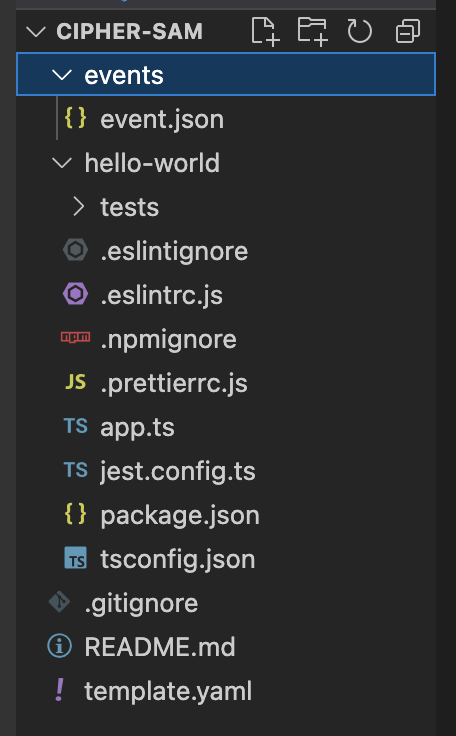 CIPHER-SAM
events
{} event.json
hello-world
tests
.eslintignore
.eslintrc.js
npm .npmignore
JS .prettierrc.js
TS app.ts
TS jest.config.ts
{} package.json
TS tsconfig.json
.gitignore
i README.md
! template.yaml